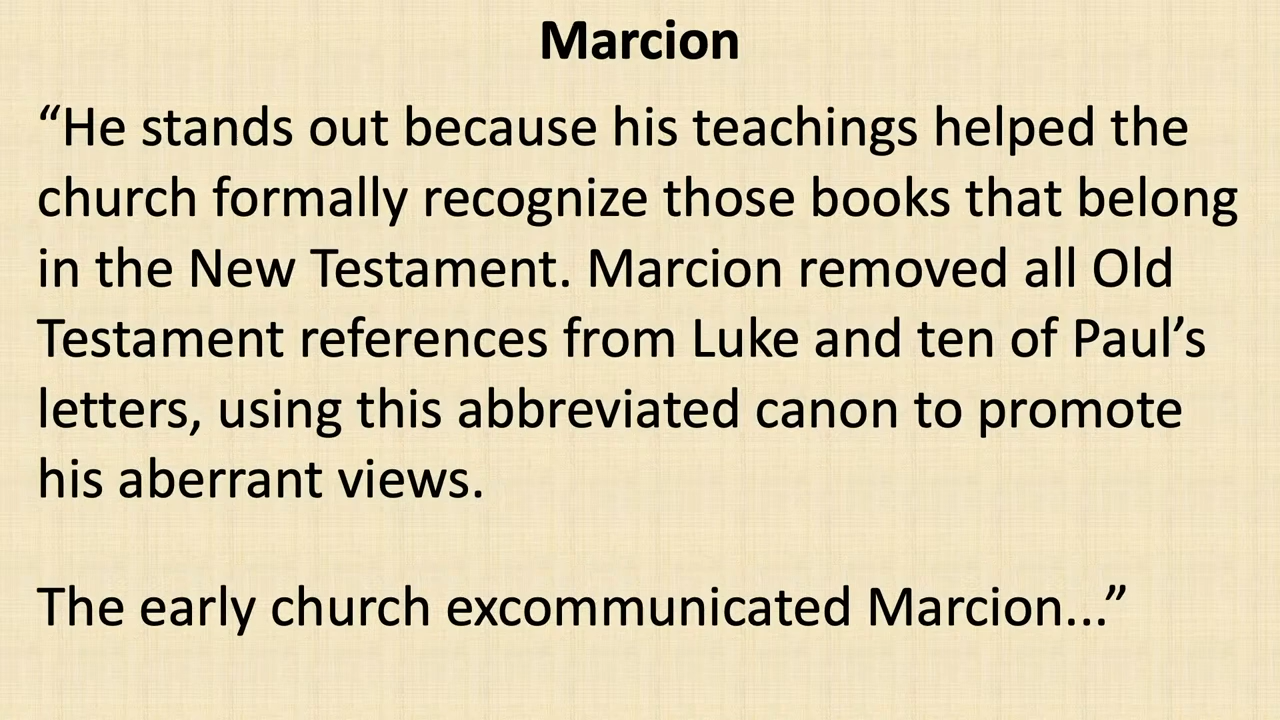 Marcion
“He stands out because his teachings helped the
church formally recognize those books that belong
in the New Testament. Marcion removed all Old
Testament references from Luke and ten of Paul’s
letters, using this abbreviated canon to promote
his aberrant views.
The early church excommunicated Marcion...”